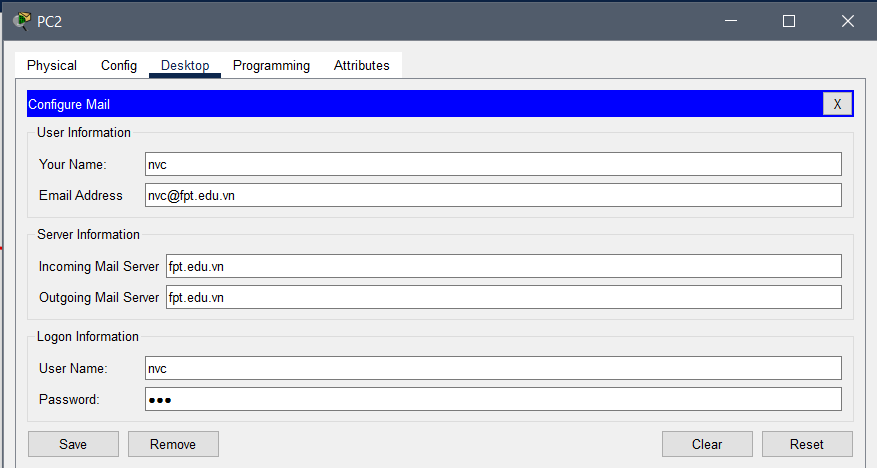 PC2
Physical Config Desktop Programming Attributes
Configure Mail X
User Information
Your Name: nvc
Email Address nvc@fpt.edu.vn
Server Information
Incoming Mail Server fpt.edu.vn
Outgoing Mail Server fpt.edu.vn
Logon Information
User Name: nvc
Password: ●●●
Save Remove Clear Reset